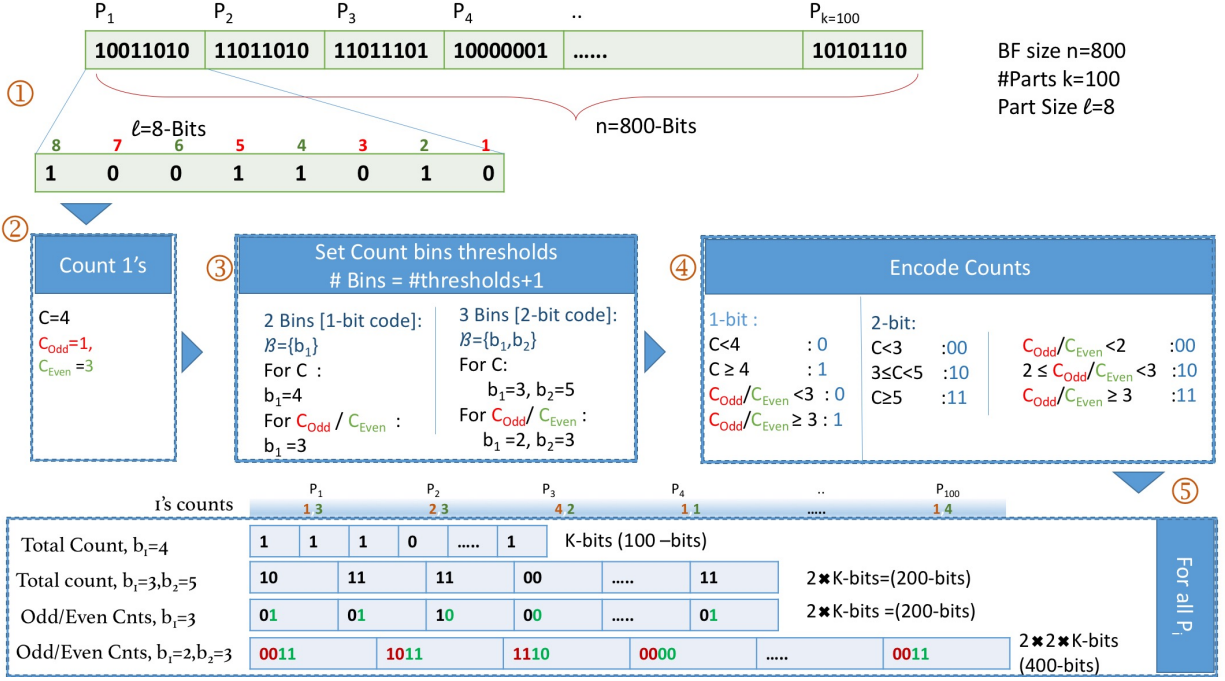 P1 P2 P3 P4 .. Pk=100
10011010 11011010 11011101 10000001 ...... 10101110
BF size n=800
#Parts k=100
Part Size ℓ=8
①
ℓ=8-Bits
n=800-Bits
8 7 6 5 4 3 2 1
1 0 0 1 1 0 1 0
②
Count 1's
C=4
COdd=1,
CEven =3
③
Set Count bins thresholds
# Bins = #thresholds+1
2 Bins [1-bit code]:
ℬ={b1}
For C :
b1=4
For COdd / CEven :
b1 =3
3 Bins [2-bit code]:
ℬ={b1,b2}
For C:
b1=3, b2=5
For COdd/ CEven :
b1 =2, b2=3
④
Encode Counts
1-bit :
C<4 : 0
C ≥ 4 : 1
COdd/CEven <3 : 0
COdd/CEven ≥ 3 : 1
2-bit:
C<3 :00
3≤C<5 :10
C≥5 :11
COdd/CEven <2 :00
2 ≤ COdd/CEven <3 :10
COdd/CEven ≥ 3 :11
⑤
P1 P2 P3 P4 .. P100
1's counts 1 3 2 3 4 2 1 1 ..... 1 4
Total Count, b1=4 1 1 1 0 ..... 1 K-bits (100 –bits)
Total count, b1=3,b2=5 10 11 11 00 ..... 11 2✖K-bits=(200-bits)
Odd/Even Cnts, b1=3 01 01 10 00 ..... 01 2✖K-bits =(200-bits)
Odd/Even Cnts, b1=2,b2=3 0011 1011 1110 0000 ..... 0011 2✖2✖K-bits
(400-bits)
For all Pi